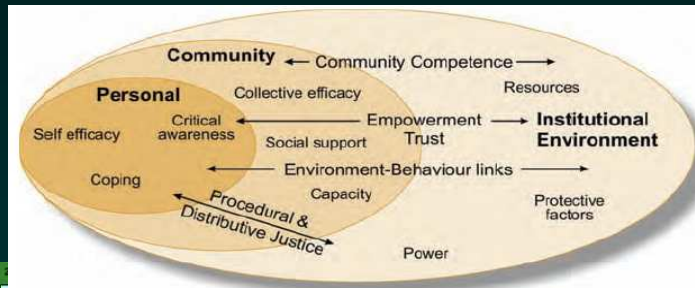 Community
Community Competence
Resources
Personal
Collective efficacy
Self efficacy
Critical
awareness
Empowerment
Trust
Institutional
Environment
Social support
Environment-Behaviour links
Coping
Capacity
Protective
factors
Procedural &
Distributive Justice
Power